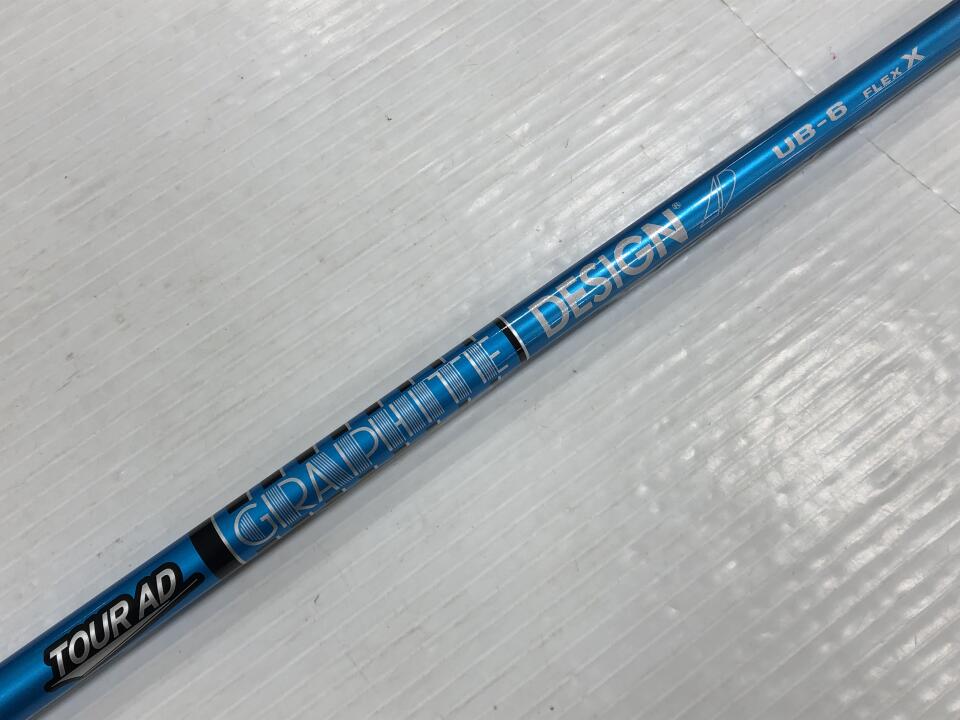 TOUR AD
GRAPHITE
DESIGN®
UB-6 FLEX X